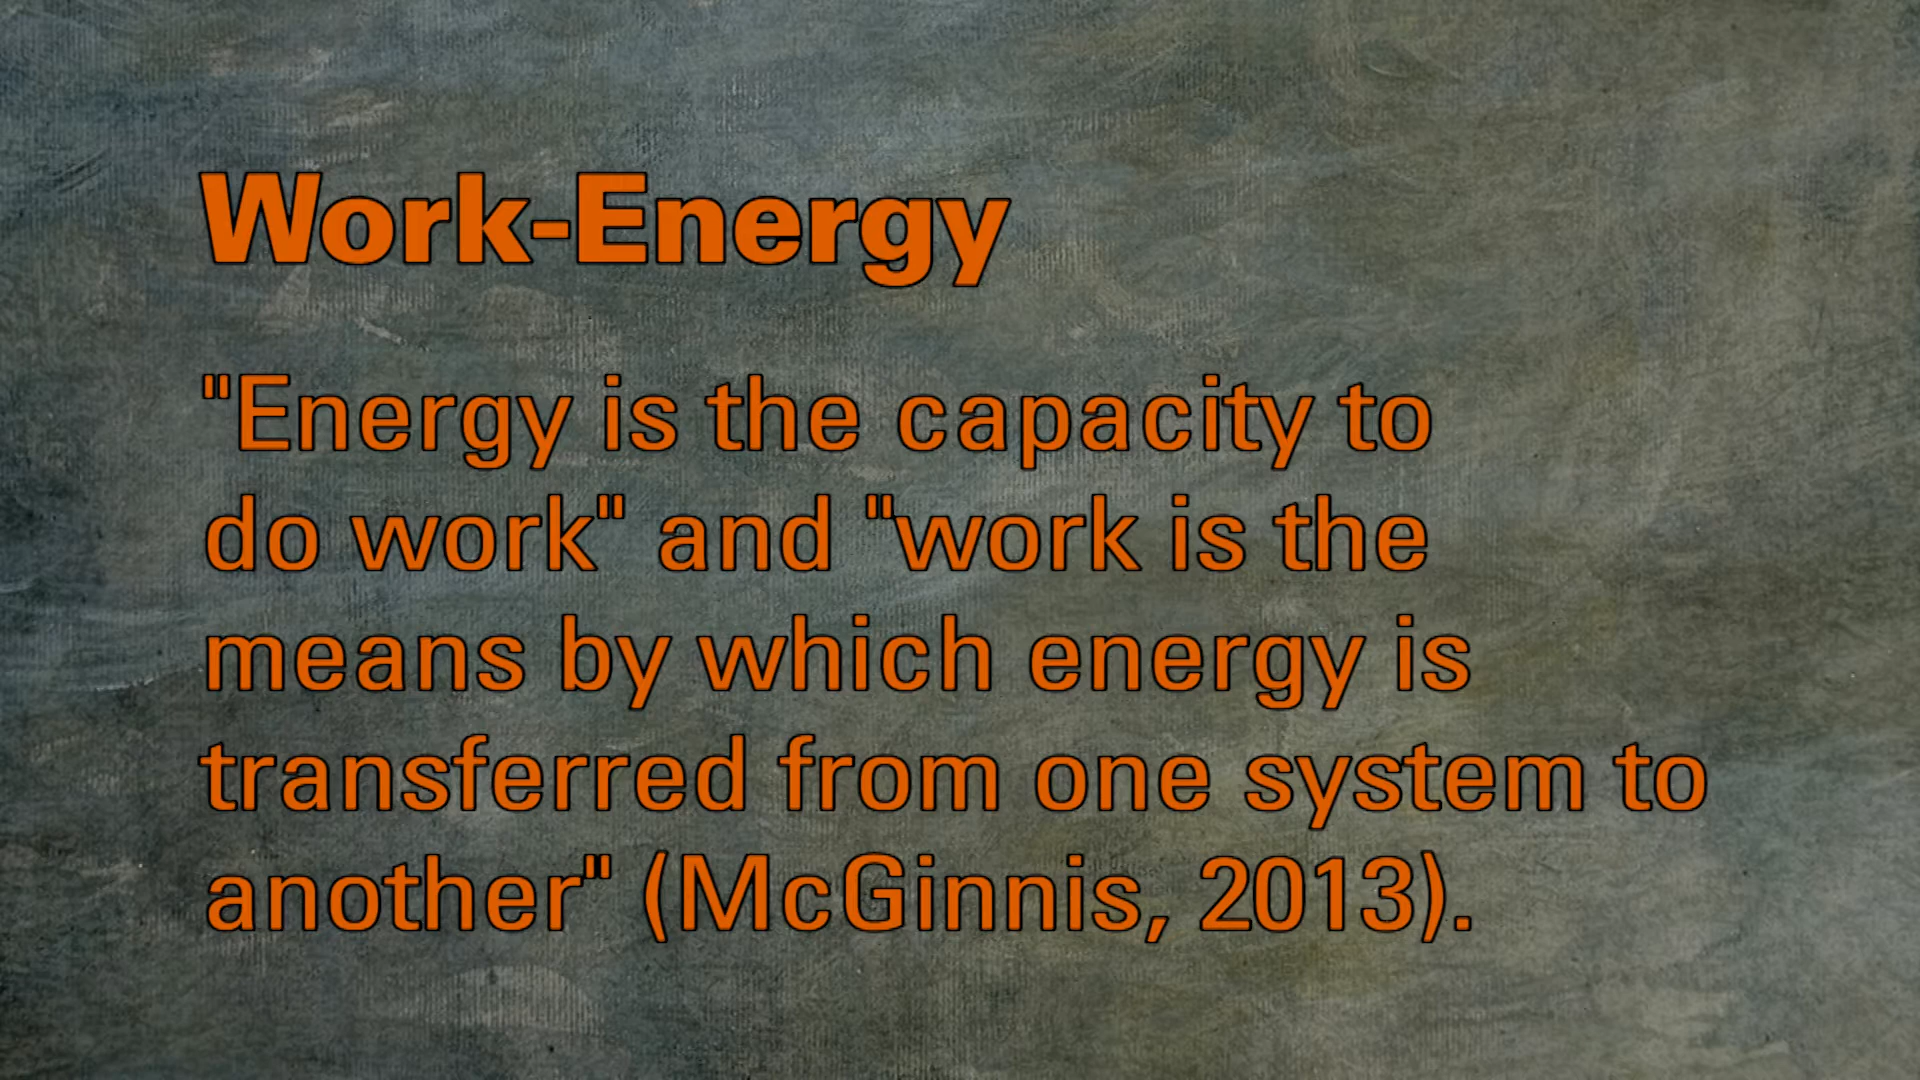 Work-Energy
"Energy is the capacity to
do work" and "work is the
means by which energy is
transferred from one system to
another" (McGinnis, 2013).